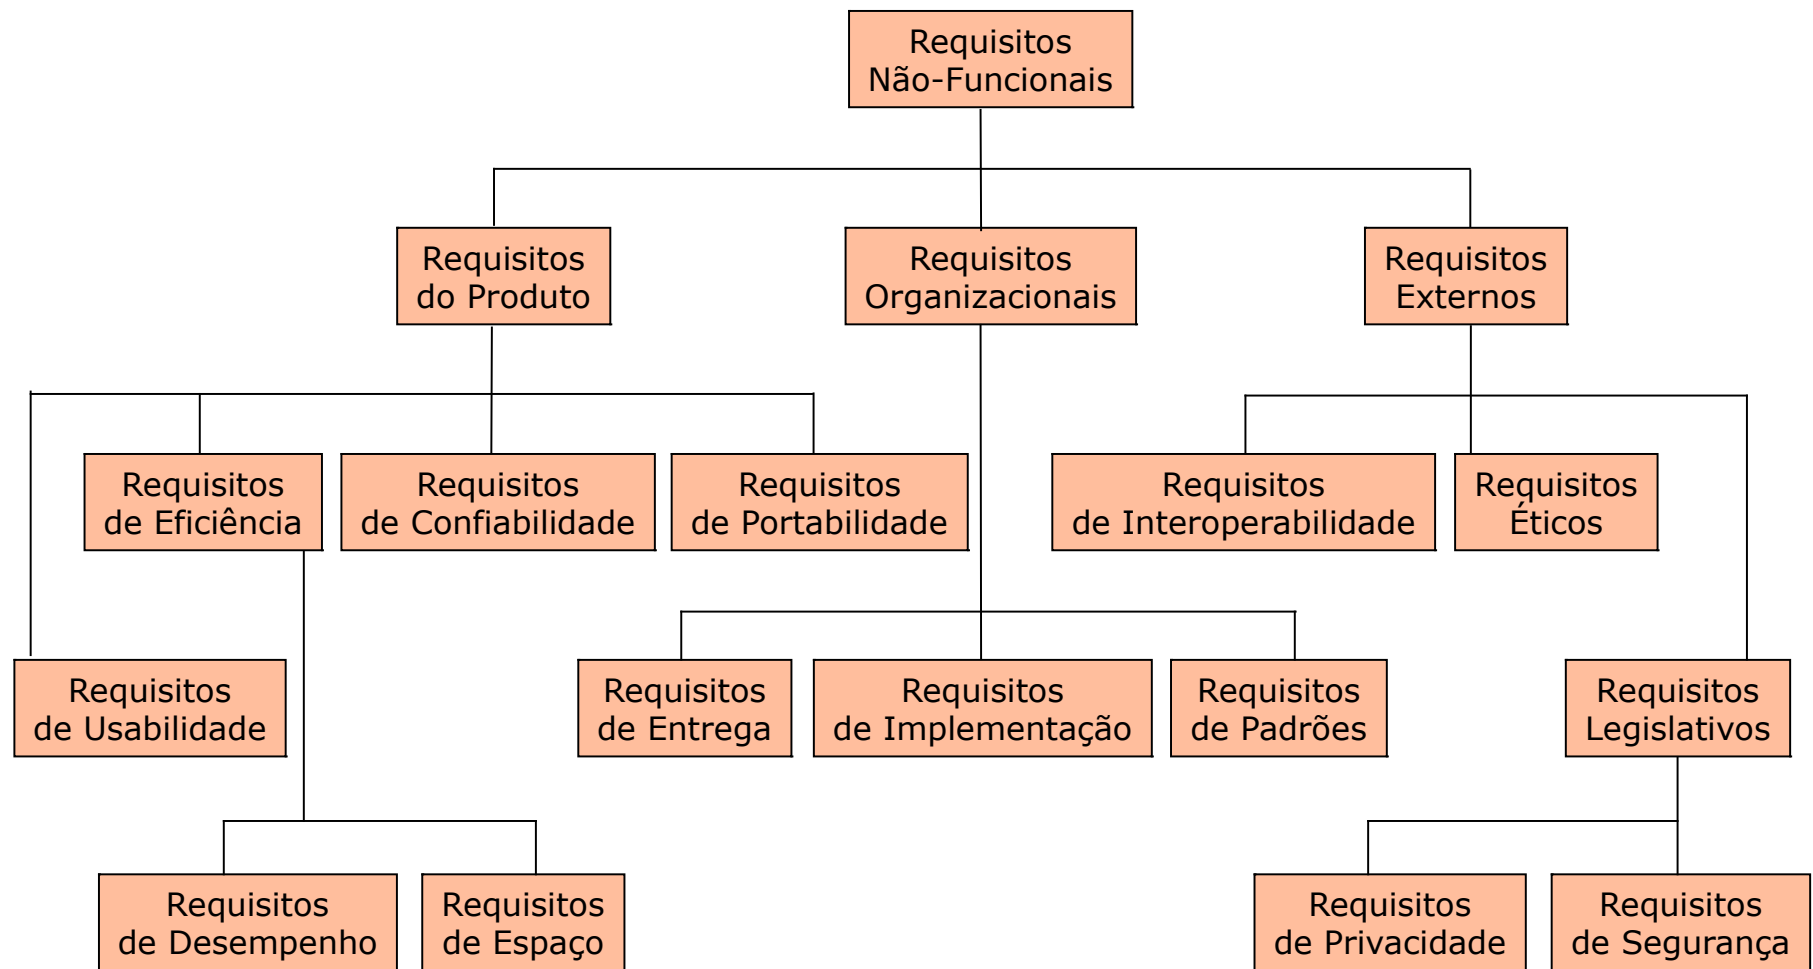 Requisitos
Não-Funcionais
Requisitos
do Produto
Requisitos
Organizacionais
Requisitos
Externos
Requisitos
de Eficiência
Requisitos
de Confiabilidade
Requisitos
de Portabilidade
Requisitos
de Interoperabilidade
Requisitos
Éticos
Requisitos
de Usabilidade
Requisitos
de Entrega
Requisitos
de Implementação
Requisitos
de Padrões
Requisitos
Legislativos
Requisitos
de Desempenho
Requisitos
de Espaço
Requisitos
de Privacidade
Requisitos
de Segurança